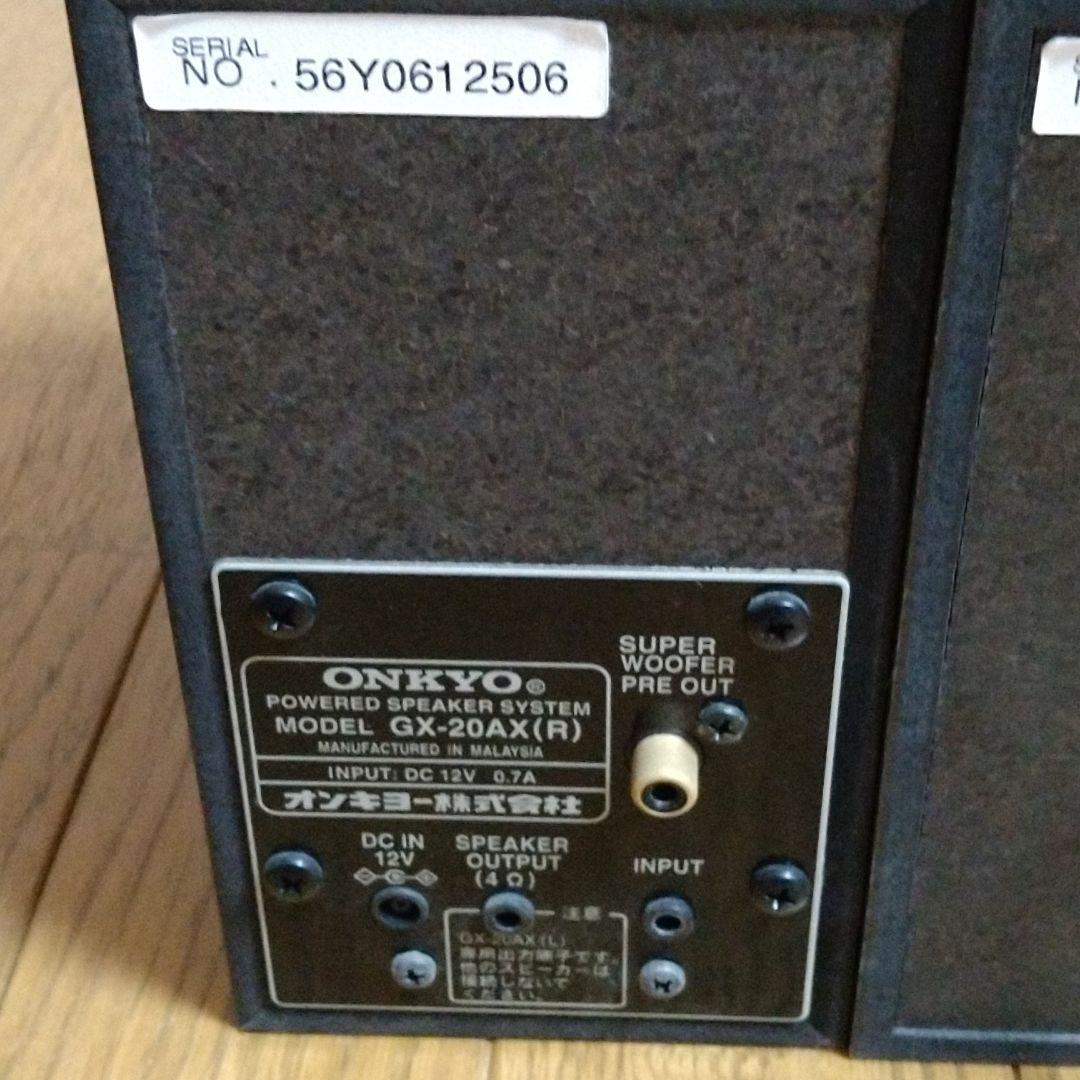 SERIAL
NO. 56Y0612506
ONKYO®
POWERED SPEAKER SYSTEM
MODEL GX-20AX(R)
MANUFACTURED IN MALAYSIA
INPUT: DC 12V 0.7A
オンキヨー株式会社
SUPER
WOOFER
PRE OUT
DC IN
12V
SPEAKER
OUTPUT
(4Ω)
INPUT
注意
GX-20AX(L)
専用出力端子です。
他のスピーカーは
接続しないで
ください。